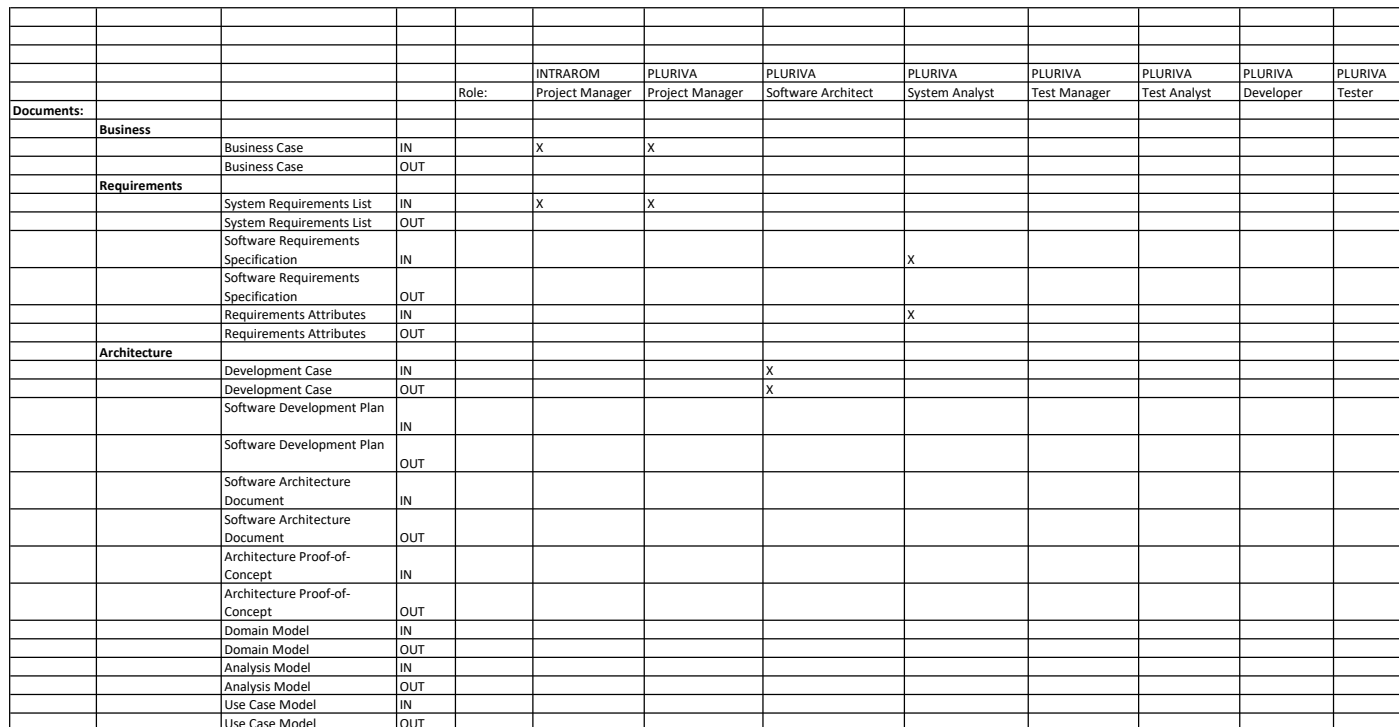 INTRAROM PLURIVA PLURIVA PLURIVA PLURIVA PLURIVA PLURIVA PLURIVA
Role: Project Manager Project Manager Software Architect System Analyst Test Manager Test Analyst Developer Tester
Documents:
Business
Business Case IN X X
Business Case OUT
Requirements
System Requirements List IN X X
System Requirements List OUT
Software Requirements
Specification IN X
Software Requirements
Specification OUT
Requirements Attributes IN X
Requirements Attributes OUT
Architecture
Development Case IN X
Development Case OUT X
Software Development Plan
IN
Software Development Plan
OUT
Software Architecture
Document IN
Software Architecture
Document OUT
Architecture Proof-of-
Concept IN
Architecture Proof-of-
Concept OUT
Domain Model IN
Domain Model OUT
Analysis Model IN
Analysis Model OUT
Use Case Model IN
Use Case Model OUT